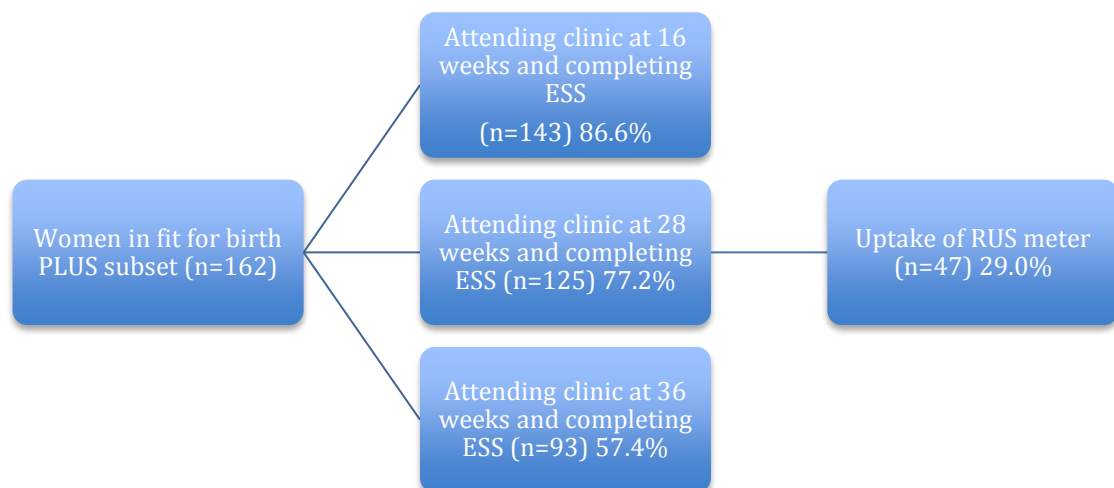 Attending clinic at 16
weeks and completing
ESS
(n=143) 86.6%
Women in fit for birth
PLUS subset (n=162)
Attending clinic at 28
weeks and completing
ESS (n=125) 77.2%
Uptake of RUS meter
(n=47) 29.0%
Attending clinic at 36
weeks and completing
ESS (n=93) 57.4%